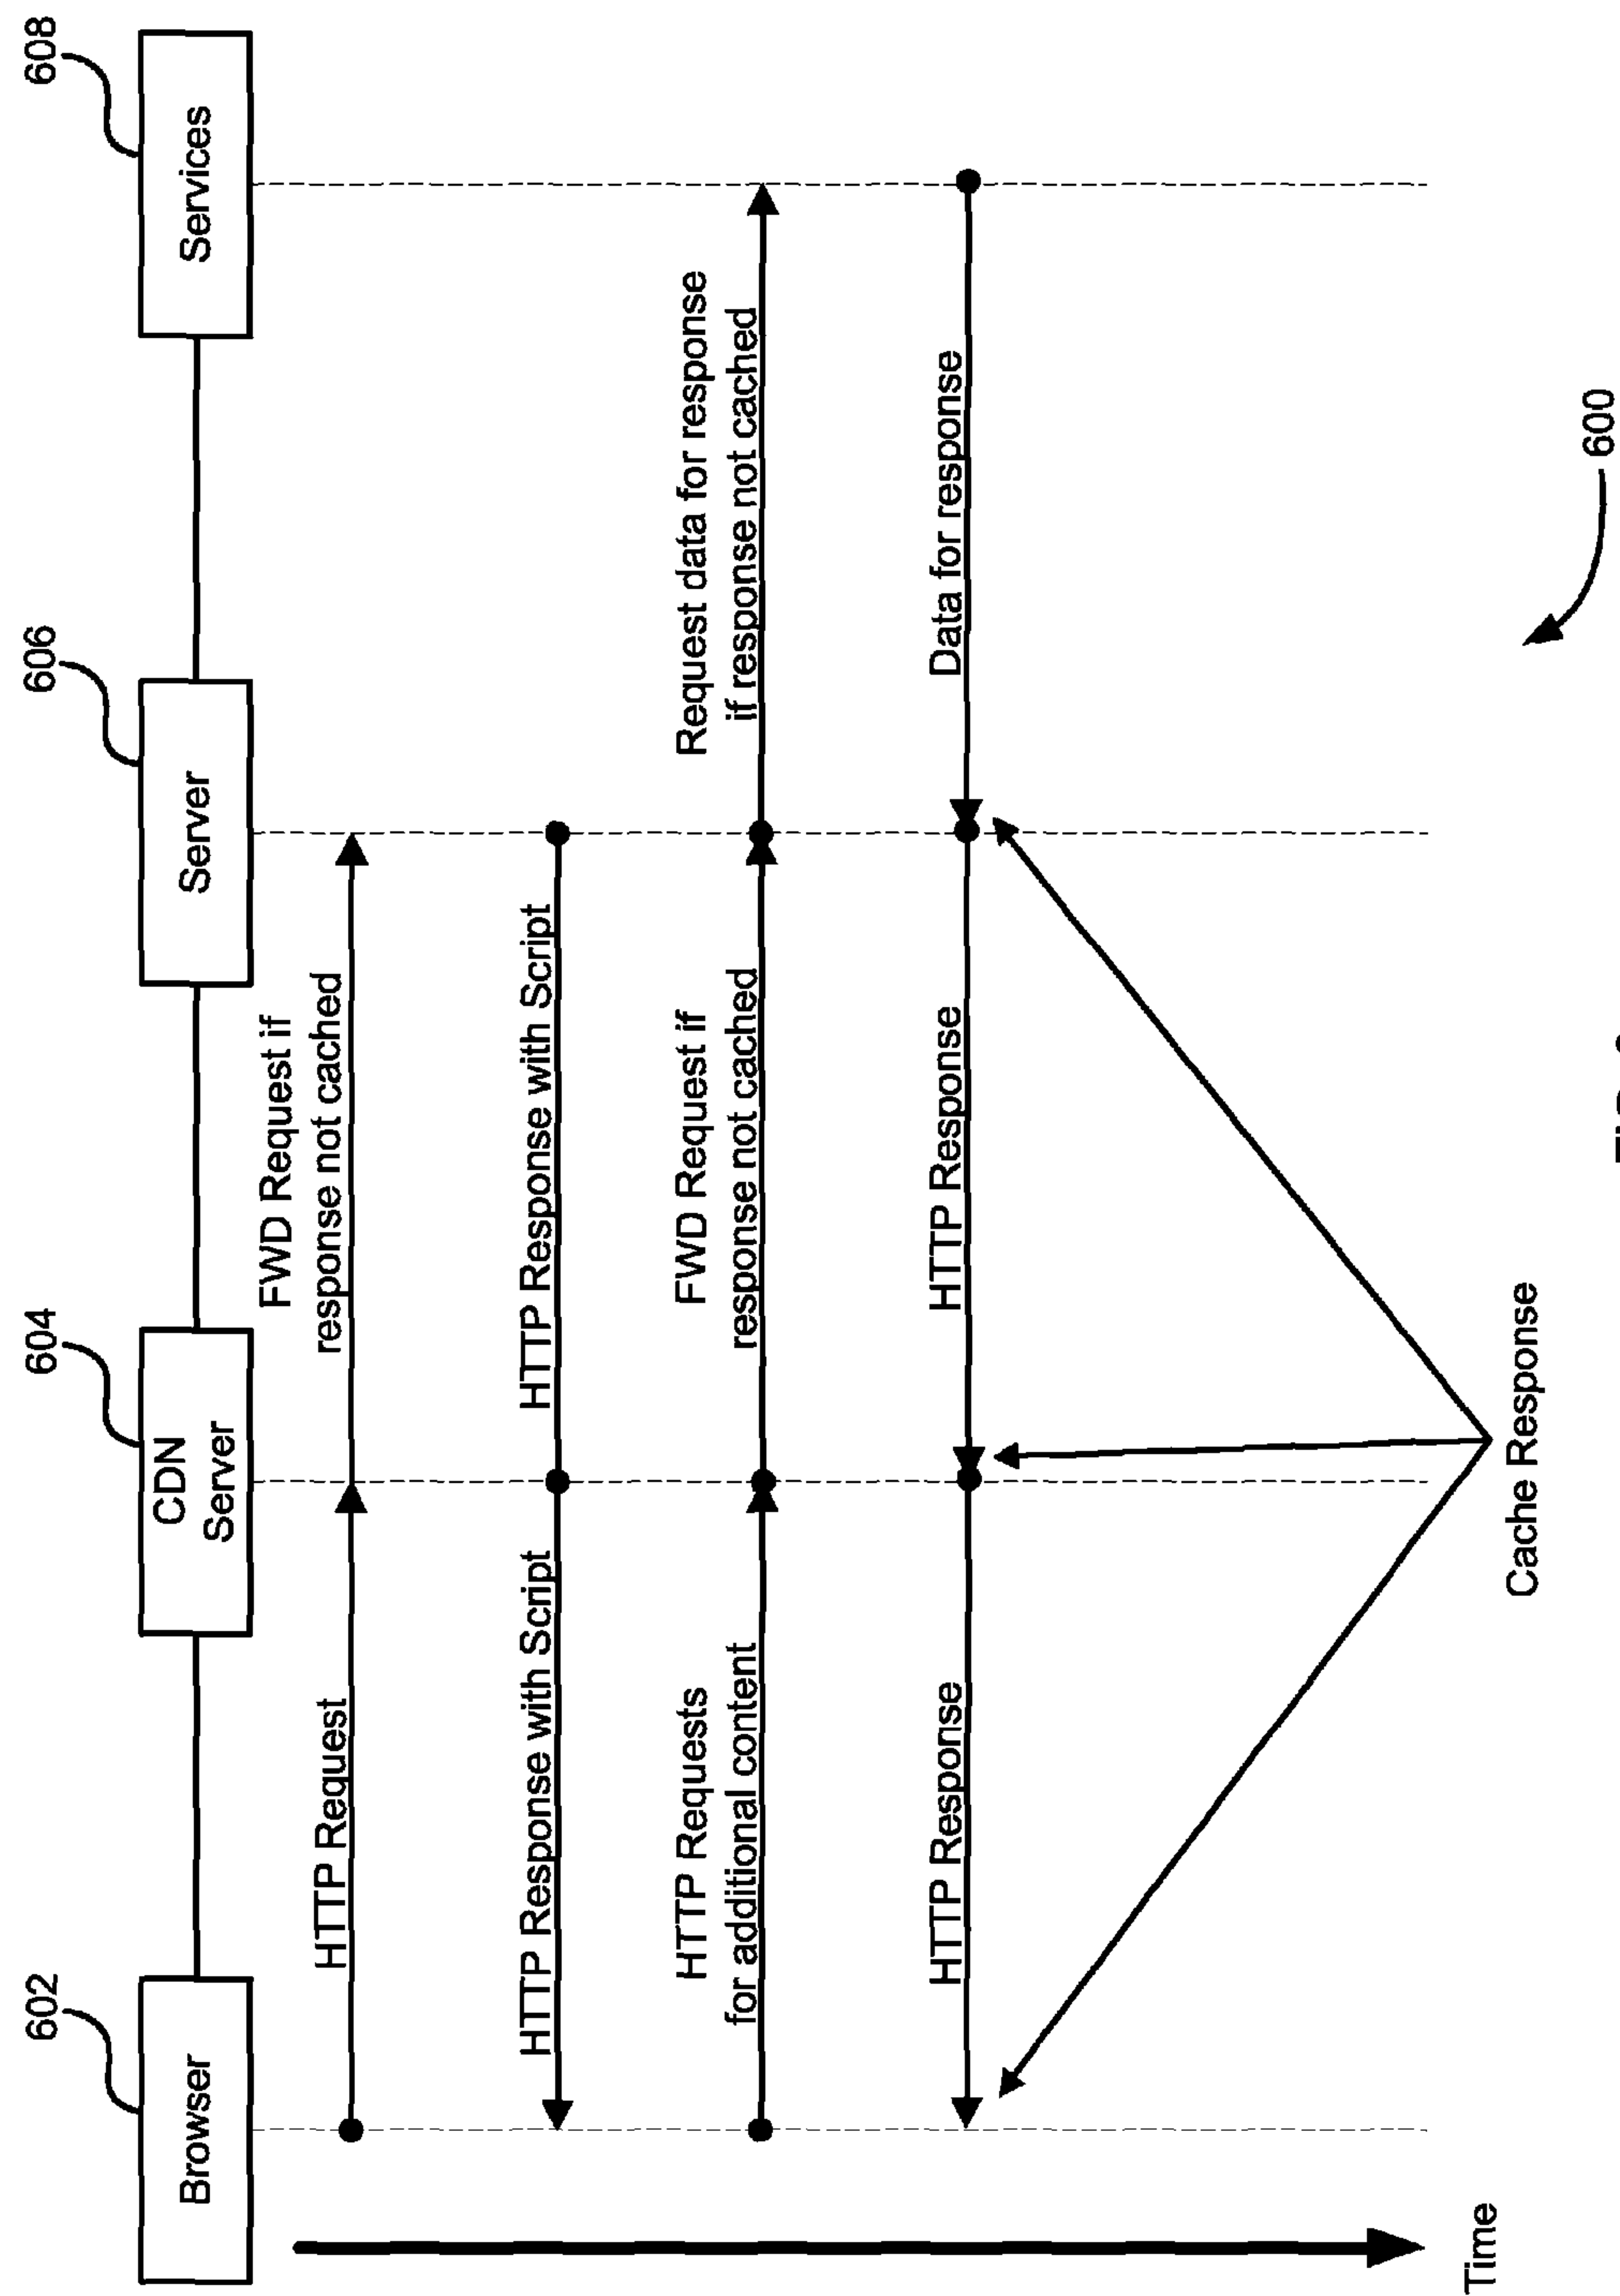 602
604
606
608
Browser
CDN
Server
Server
Services
HTTP Request
FWD Request if
response not cached
HTTP Response with Script
HTTP Response with Script
HTTP Requests
for additional content
FWD Request if
response not cached
Request data for response
if response not cached
HTTP Response
HTTP Response
Data for response
Time
Cache Response
600